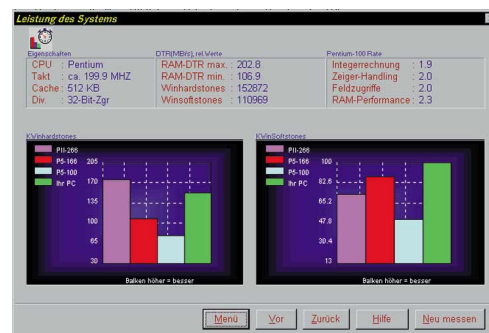 Leistung des Systems
Eigenschaften
CPU : Pentium
Takt : ca. 199.9 MHZ
Cache : 512 KB
Div. : 32-Bit-Zgr
DTR(MB/s), rel.Werte
RAM-DTR max. : 202.8
RAM-DTR min. : 106.9
Winhardstones : 152872
Winsoftstones : 110969
Pentium-100 Rate
Integerrechnung : 1.9
Zeiger-Handling : 2.0
Feldzugriffe : 2.0
RAM-Performance : 2.3
KWinhardstones
PII-266
P5-166
P5-100
Ihr PC
205
170
135
100
65
30
Balken höher = besser
KWinSoftstones
PII-266
P5-166
P5-100
Ihr PC
100
82.6
65.2
47.8
30.4
13
Balken höher = besser
Menü
Vor
Zurück
Hilfe
Neu messen